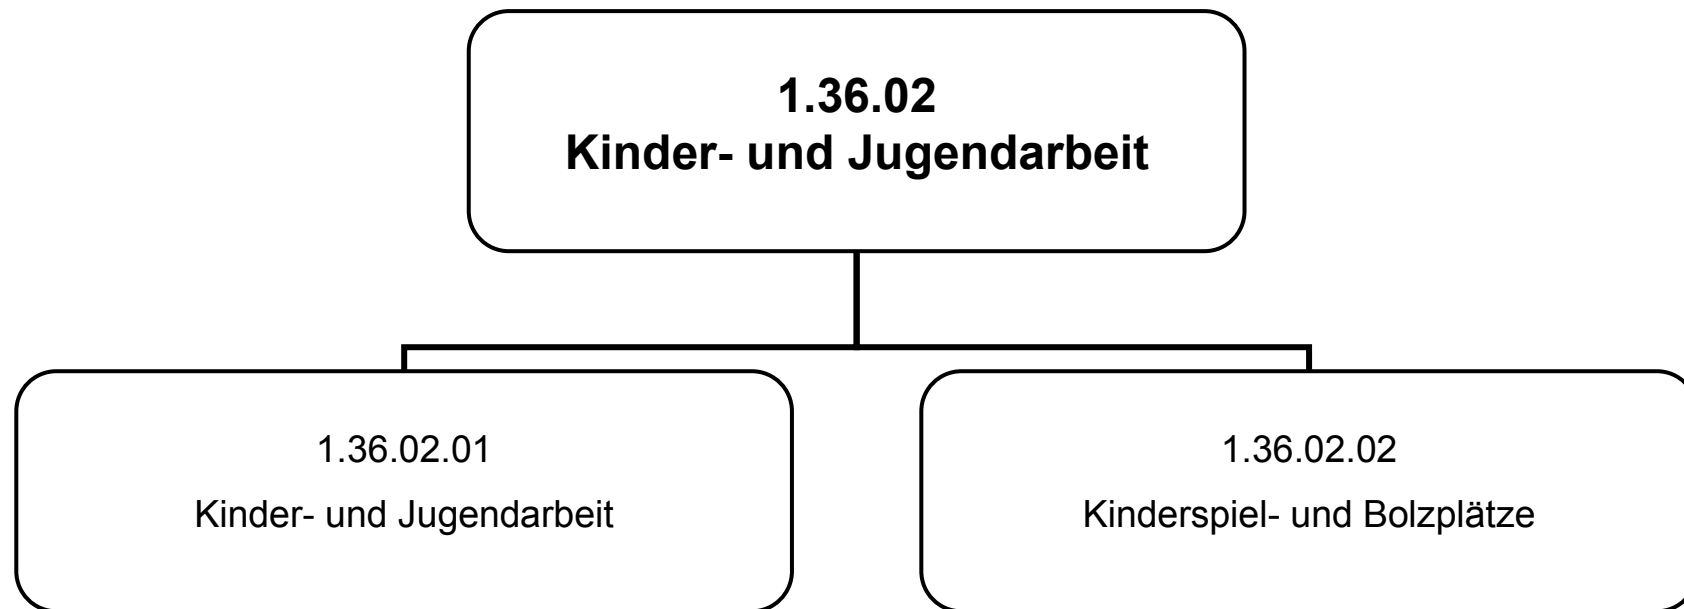 1.36.02
Kinder- und Jugendarbeit
1.36.02.01
Kinder- und Jugendarbeit
1.36.02.02
Kinderspiel- und Bolzplätze